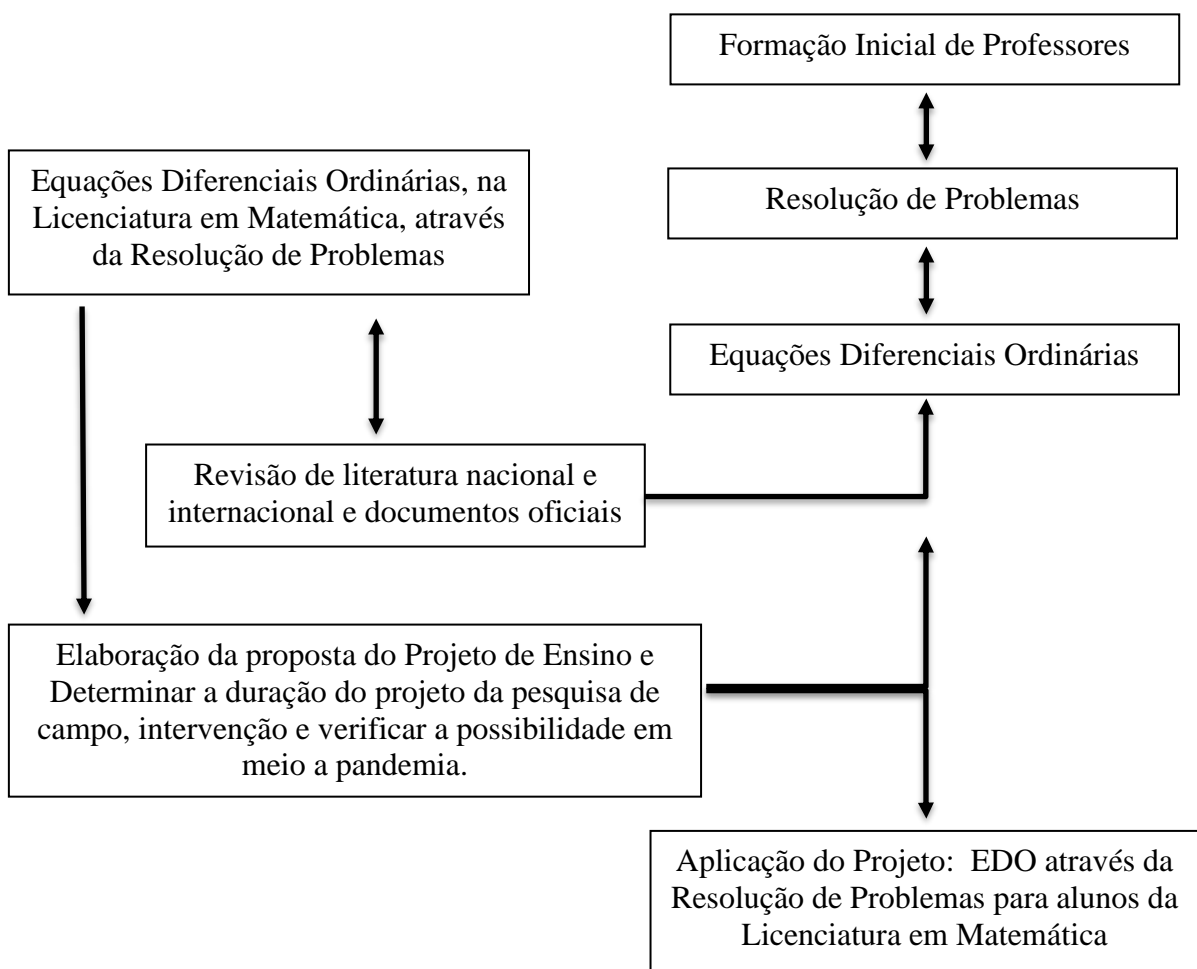 Formação Inicial de Professores
Equações Diferenciais Ordinárias, na
Licenciatura em Matemática, através
da Resolução de Problemas
Resolução de Problemas
Equações Diferenciais Ordinárias
Revisão de literatura nacional e
internacional e documentos oficiais
Elaboração da proposta do Projeto de Ensino e
Determinar a duração do projeto da pesquisa de
campo, intervenção e verificar a possibilidade em
meio a pandemia.
Aplicação do Projeto: EDO através da
Resolução de Problemas para alunos da
Licenciatura em Matemática